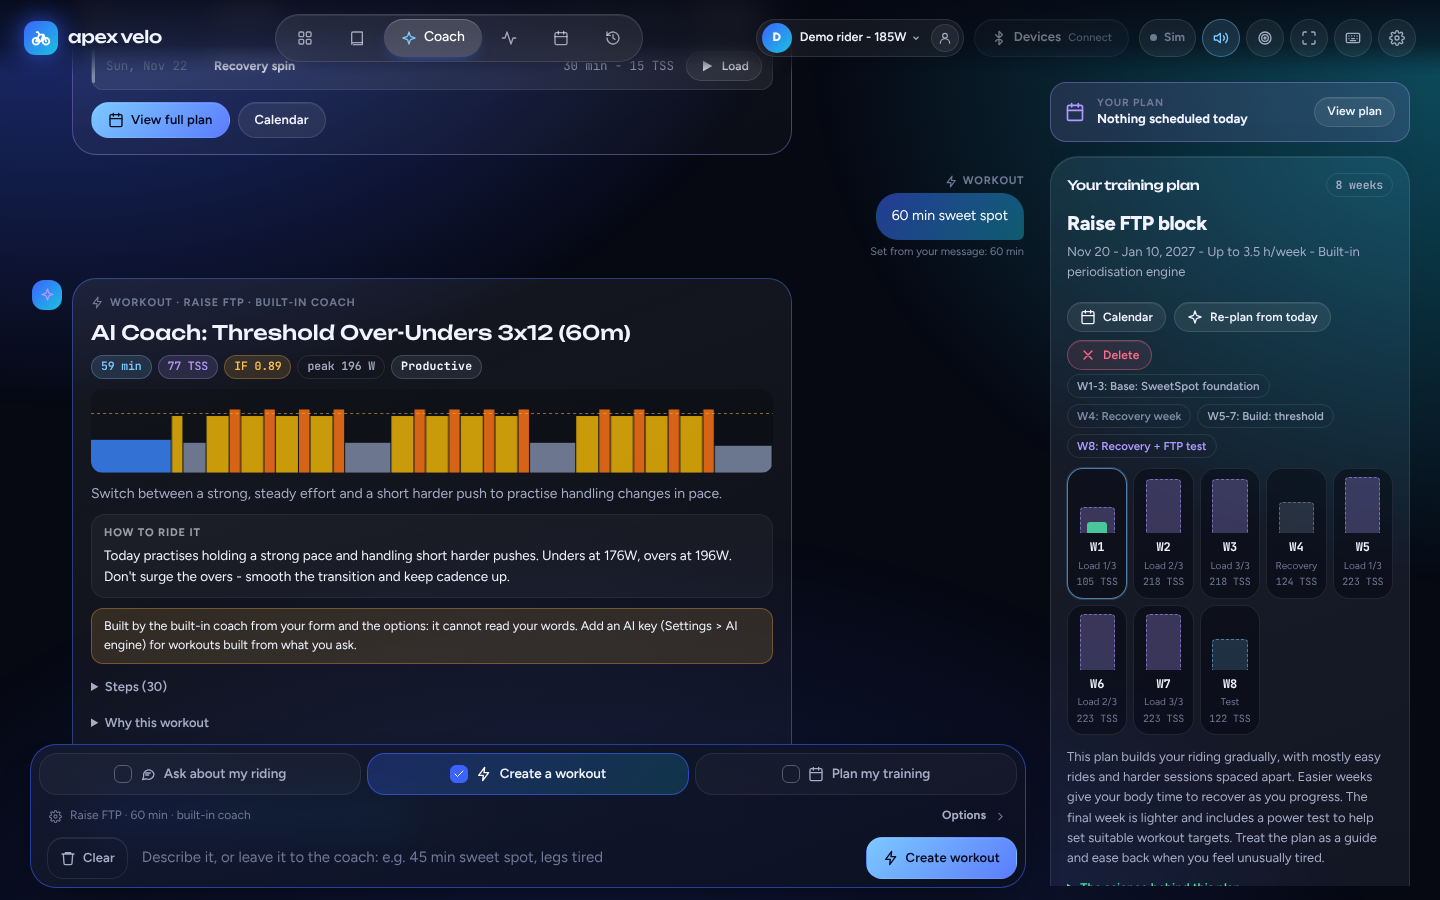 apex velo
Coach
D
Demo rider - 185W
Devices Connect
Sim
Sun, Nov 22 Recovery spin 30 min - 15 TSS Load
View full plan
Calendar
WORKOUT
60 min sweet spot
Set from your message: 60 min
WORKOUT · RAISE FTP · BUILT-IN COACH
AI Coach: Threshold Over-Unders 3x12 (60m)
59 min 77 TSS IF 0.89 peak 196 W Productive
Switch between a strong, steady effort and a short harder push to practise handling changes in pace.
HOW TO RIDE IT
Today practises holding a strong pace and handling short harder pushes. Unders at 176W, overs at 196W.
Don't surge the overs - smooth the transition and keep cadence up.
Built by the built-in coach from your form and the options: it cannot read your words. Add an AI key (Settings > AI
engine) for workouts built from what you ask.
Steps (30)
Why this workout
Ask about my riding
Create a workout
Plan my training
Raise FTP · 60 min · built-in coach
Options
Clear
Describe it, or leave it to the coach: e.g. 45 min sweet spot, legs tired
Create workout
YOUR PLAN
Nothing scheduled today
View plan
Your training plan
8 weeks
Raise FTP block
Nov 20 - Jan 10, 2027 - Up to 3.5 h/week - Built-in
periodisation engine
Calendar
Re-plan from today
Delete
W1-3: Base: SweetSpot foundation
W4: Recovery week
W5-7: Build: threshold
W8: Recovery + FTP test
W1 W2 W3 W4 W5
Load 1/3 Load 2/3 Load 3/3 Recovery Load 1/3
105 TSS 218 TSS 218 TSS 124 TSS 223 TSS
W6 W7 W8
Load 2/3 Load 3/3 Test
223 TSS 223 TSS 122 TSS
This plan builds your riding gradually, with mostly easy
rides and harder sessions spaced apart. Easier weeks
give your body time to recover as you progress. The
final week is lighter and includes a power test to help
set suitable workout targets. Treat the plan as a guide
and ease back when you feel unusually tired.
The science behind this plan